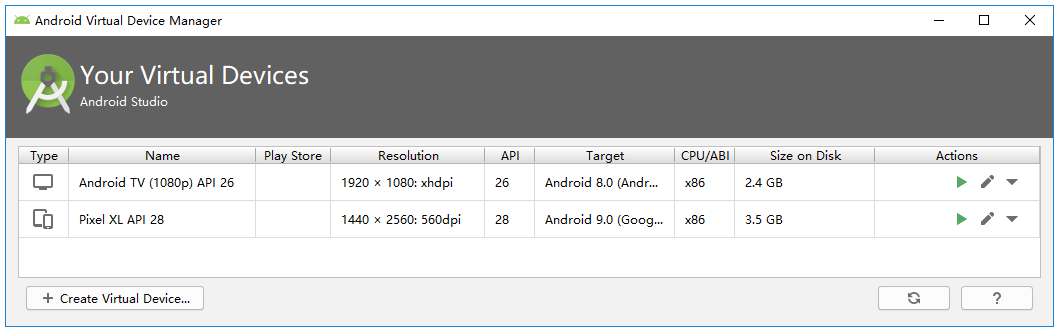 Android Virtual Device Manager
Your Virtual Devices
Android Studio
Type Name Play Store Resolution API Target CPU/ABI Size on Disk Actions
Android TV (1080p) API 26 1920 × 1080: xhdpi 26 Android 8.0 (Andr... x86 2.4 GB
Pixel XL API 28 1440 × 2560: 560dpi 28 Android 9.0 (Goog... x86 3.5 GB
+ Create Virtual Device... ?